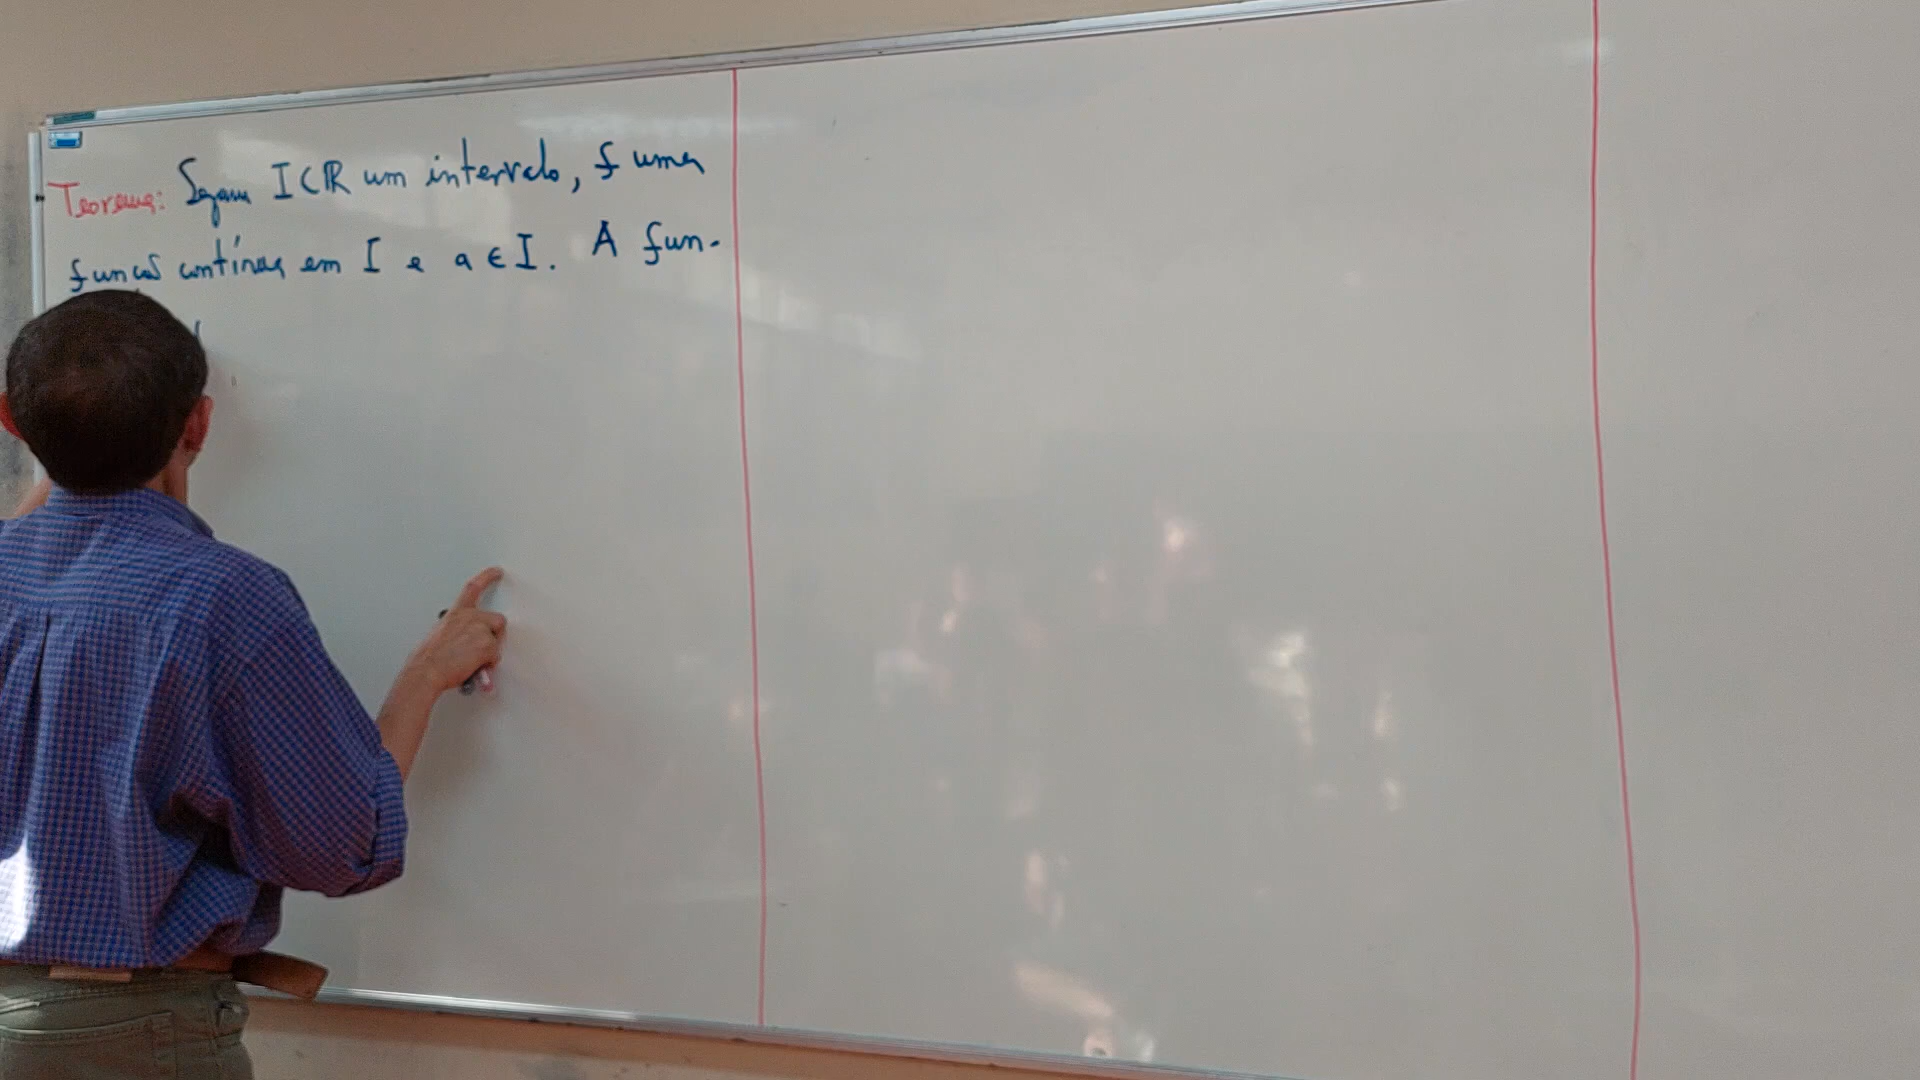 Teorema: Sejam I⊂ℝ um intervalo, f uma
função contínua em I e a ∈ I. A fun-